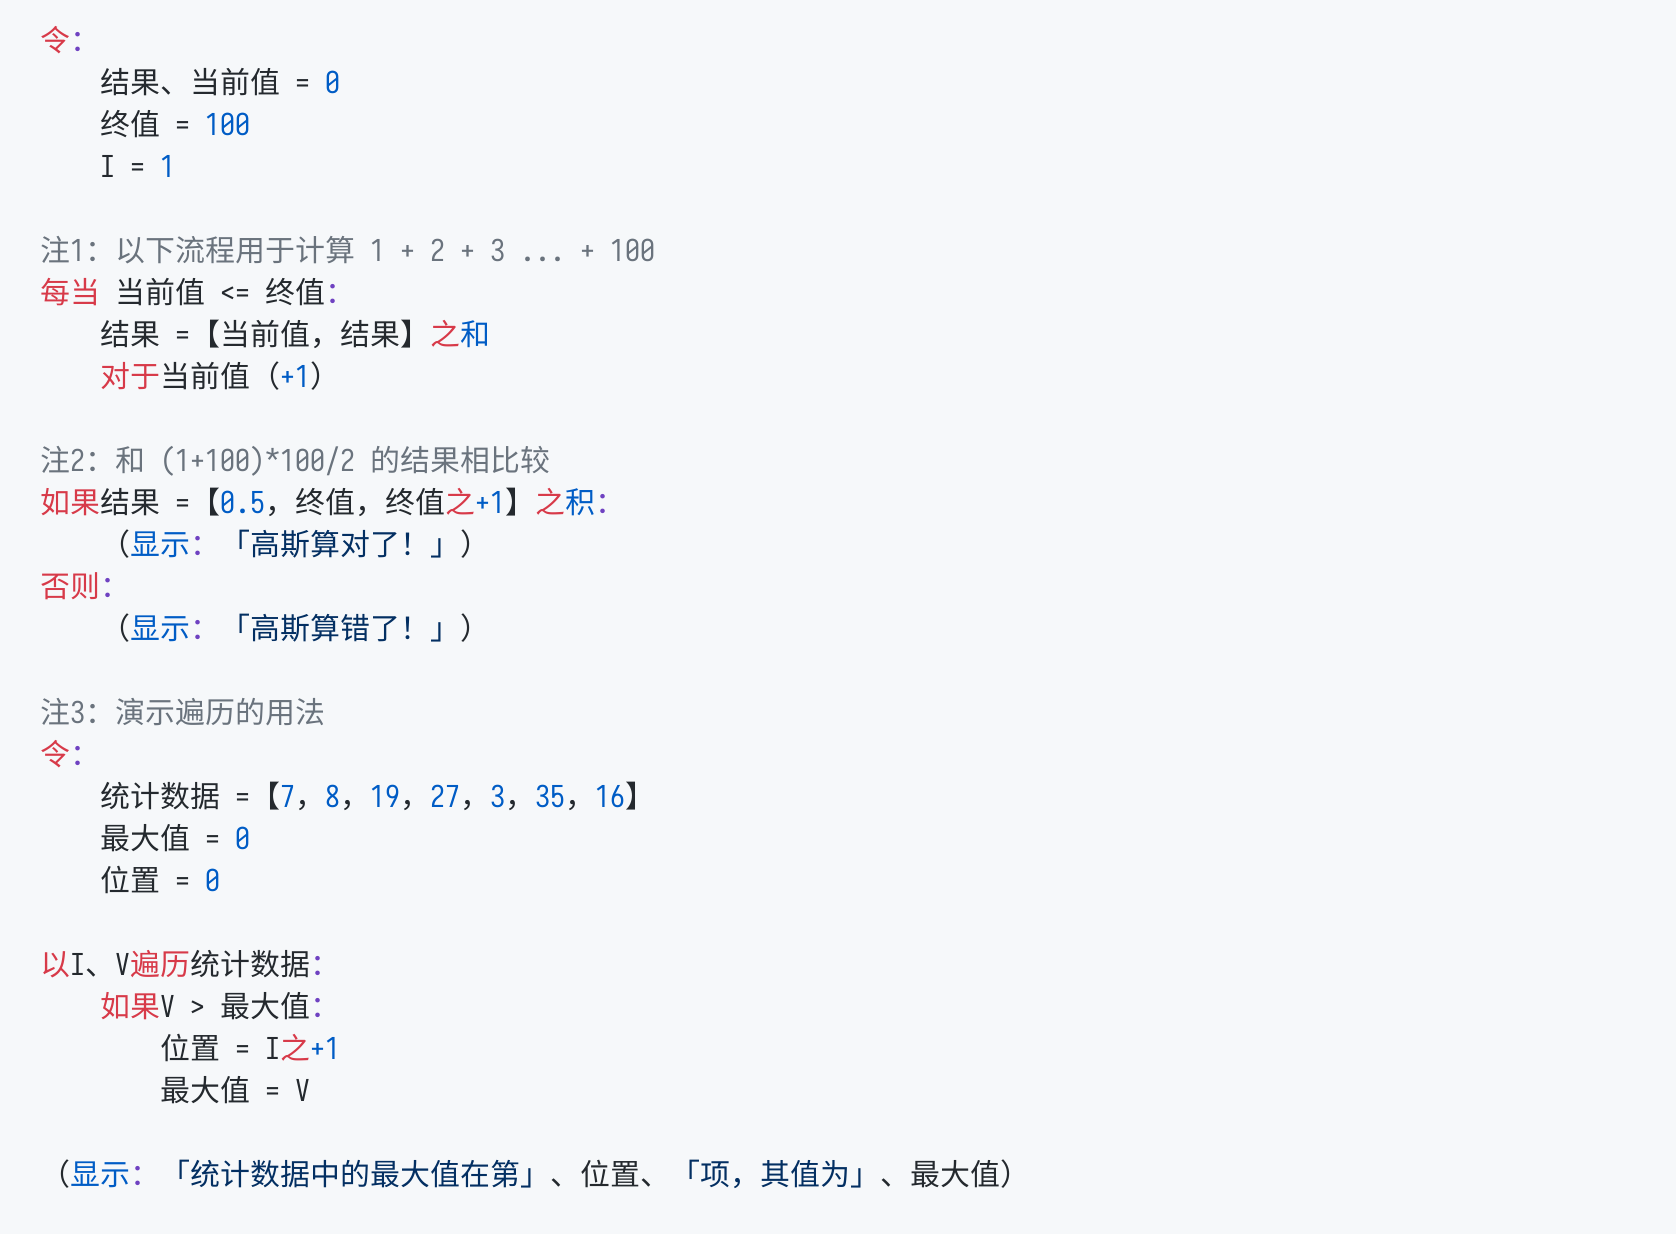 令：
    结果、当前值 = 0
    终值 = 100
    I = 1

注1：以下流程用于计算 1 + 2 + 3 ... + 100
每当 当前值 <= 终值：
    结果 =【当前值，结果】之和
    对于当前值（+1）

注2：和 (1+100)*100/2 的结果相比较
如果结果 =【0.5，终值，终值之+1】之积：
    （显示：「高斯算对了！」）
否则：
    （显示：「高斯算错了！」）

注3：演示遍历的用法
令：
    统计数据 =【7，8，19，27，3，35，16】
    最大值 = 0
    位置 = 0

以I、V遍历统计数据：
    如果V > 最大值：
        位置 = I之+1
        最大值 = V

（显示：「统计数据中的最大值在第」、位置、「项，其值为」、最大值）